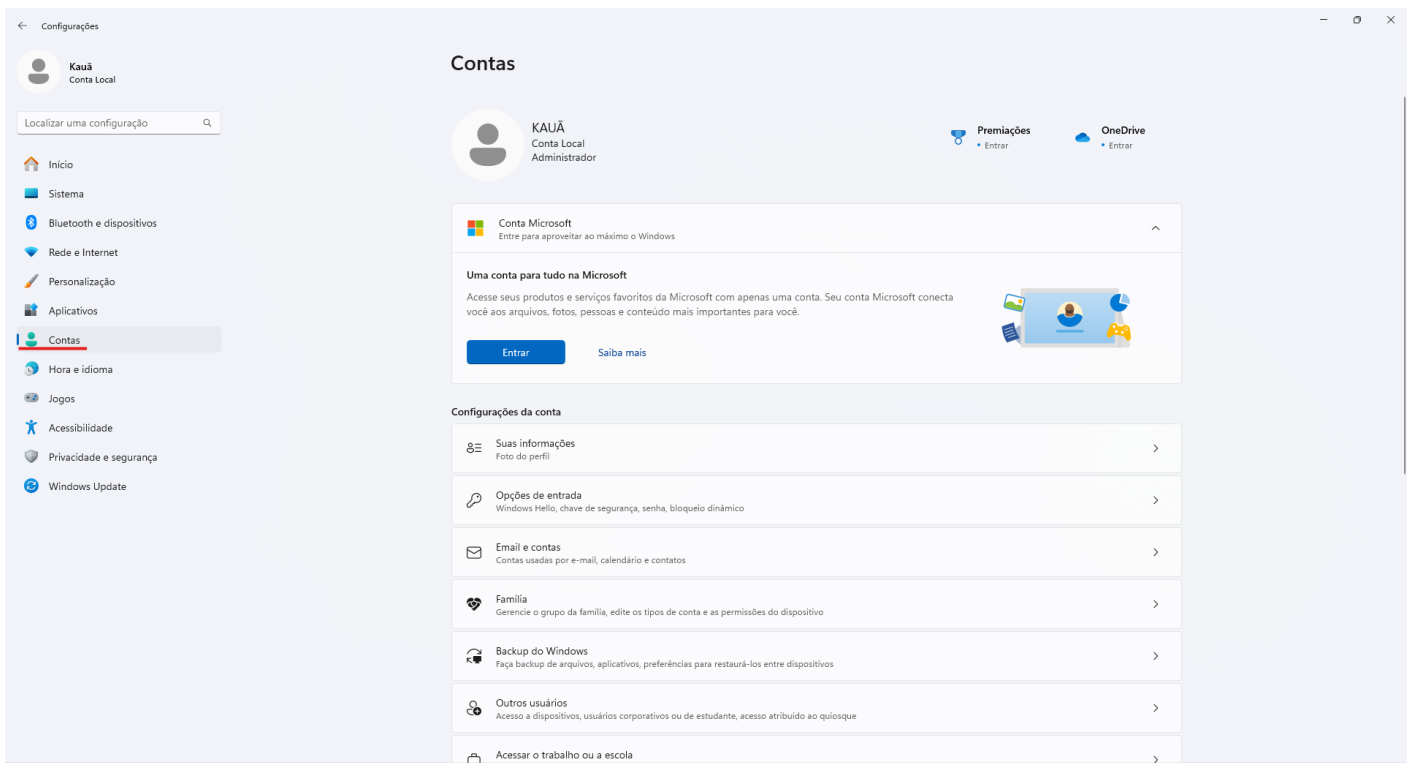 Configurações
Kauã
Conta Local
Localizar uma configuração
Início
Sistema
Bluetooth e dispositivos
Rede e Internet
Personalização
Aplicativos
Contas
Hora e idioma
Jogos
Acessibilidade
Privacidade e segurança
Windows Update
Contas
KAUÃ
Conta Local
Administrador
Premiações
• Entrar
OneDrive
• Entrar
Conta Microsoft
Entre para aproveitar ao máximo o Windows
Uma conta para tudo na Microsoft
Acesse seus produtos e serviços favoritos da Microsoft com apenas uma conta. Seu conta Microsoft conecta
você aos arquivos, fotos, pessoas e conteúdo mais importantes para você.
Entrar
Saiba mais
Configurações da conta
Suas informações
Foto do perfil
Opções de entrada
Windows Hello, chave de segurança, senha, bloqueio dinâmico
Email e contas
Contas usadas por e-mail, calendário e contatos
Família
Gerencie o grupo da família, edite os tipos de conta e as permissões do dispositivo
Backup do Windows
Faça backup de arquivos, aplicativos, preferências para restaurá-los entre dispositivos
Outros usuários
Acesso a dispositivos, usuários corporativos ou de estudante, acesso atribuído ao quiosque
Acessar o trabalho ou a escola